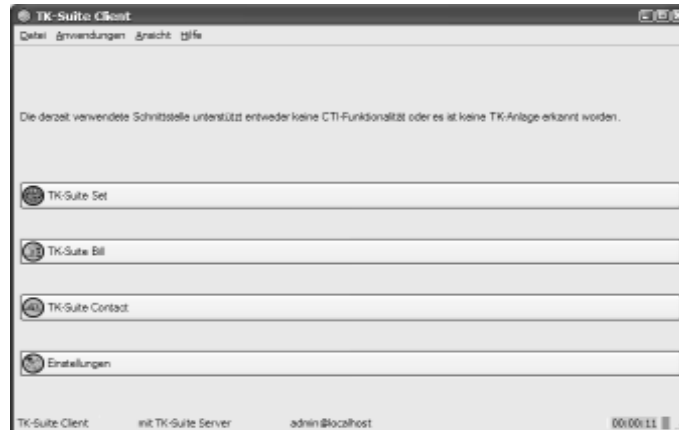 TK-Suite Client
Datei Anwendungen Ansicht Hilfe
Die derzeit verwendete Schnittstelle unterstützt entweder keine CTI-Funktionalität oder es ist keine TK-Anlage erkannt worden.
TK-Suite Set
TK-Suite Bill
TK-Suite Contact
Einstellungen
TK-Suite Client mit TK-Suite Server admin@localhost 00:00:11